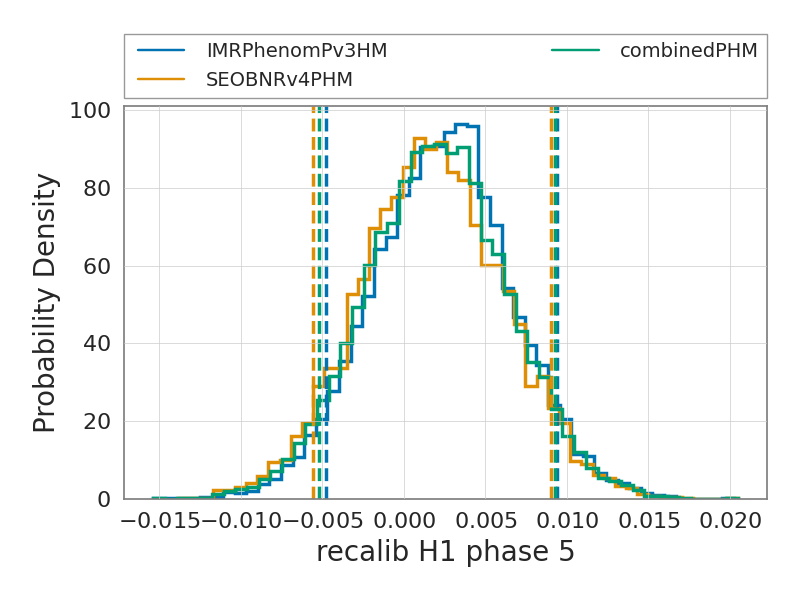 IMRPhenomPv3HM
SEOBNRv4PHM
combinedPHM
100
80
60
40
20
0
Probability Density
−0.015 −0.010 −0.005 0.000 0.005 0.010 0.015 0.020
recalib H1 phase 5